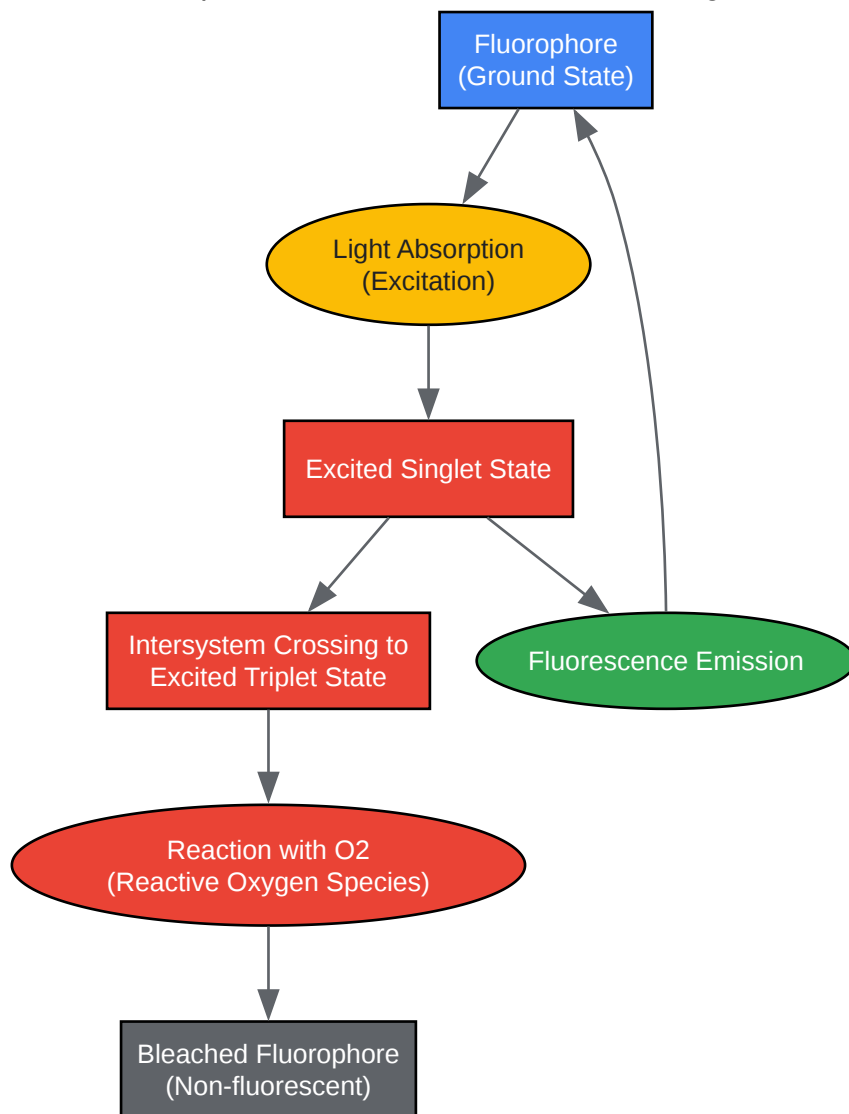 Fluorophore
(Ground State)
Light Absorption
(Excitation)
Excited Singlet State
Intersystem Crossing to
Excited Triplet State
Fluorescence Emission
Reaction with O2
(Reactive Oxygen Species)
Bleached Fluorophore
(Non-fluorescent)